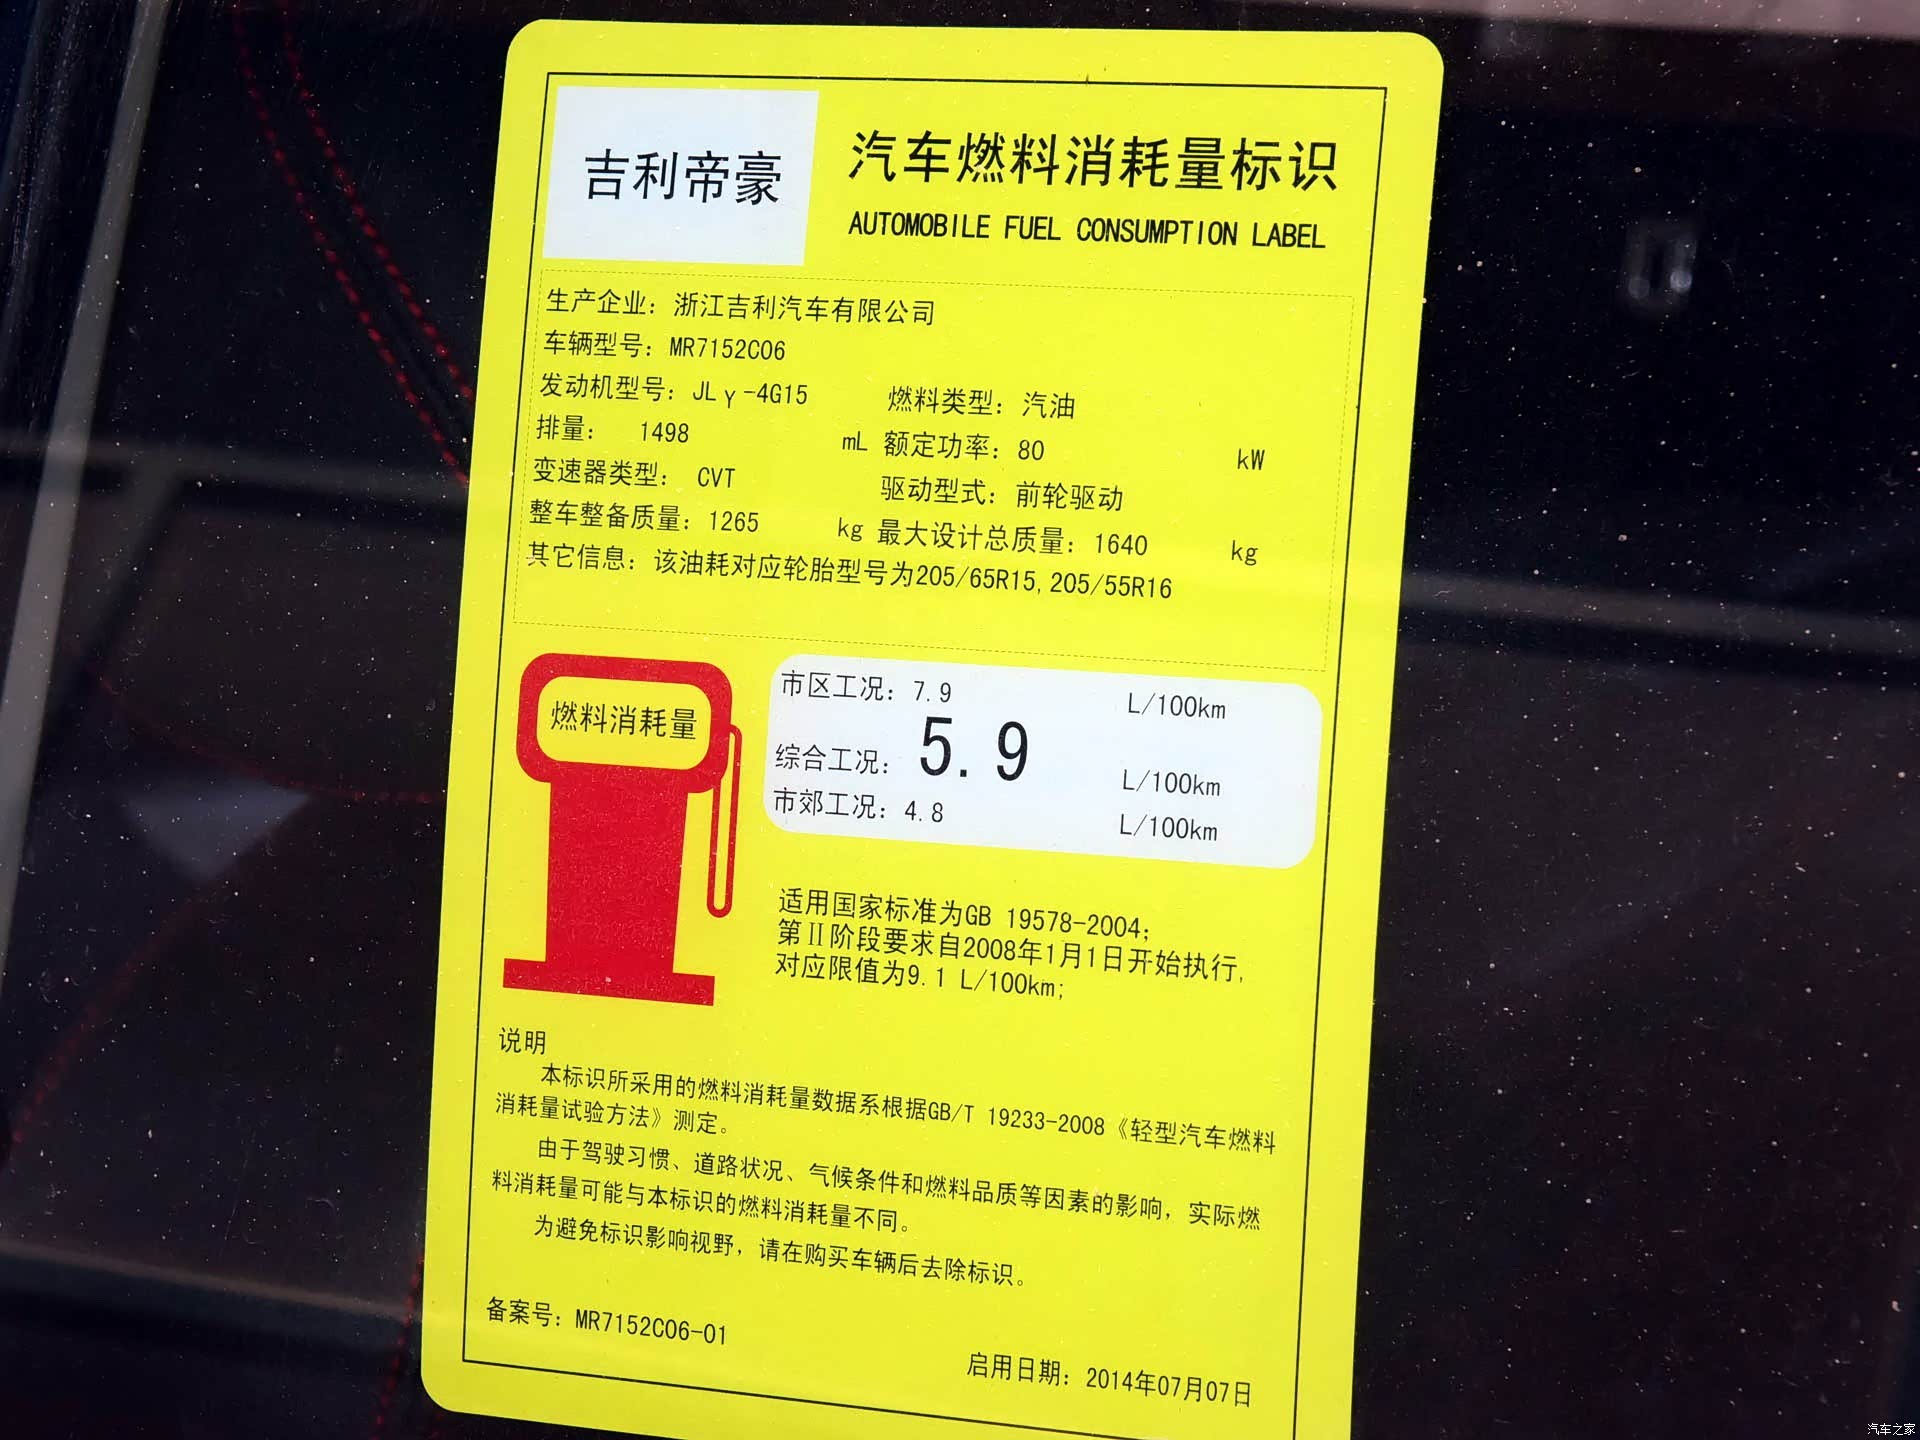 吉利帝豪
汽车燃料消耗量标识
AUTOMOBILE FUEL CONSUMPTION LABEL
生产企业：浙江吉利汽车有限公司
车辆型号：MR7152C06
发动机型号：JLγ-4G15 燃料类型：汽油
排量： 1498 mL 额定功率：80 kW
变速器类型： CVT 驱动型式：前轮驱动
整车整备质量：1265 kg 最大设计总质量：1640 kg
其它信息：该油耗对应轮胎型号为205/65R15,205/55R16
燃料消耗量
市区工况：7.9 L/100km
综合工况：5.9 L/100km
市郊工况：4.8 L/100km
适用国家标准为GB 19578-2004；
第Ⅱ阶段要求自2008年1月1日开始执行，
对应限值为9.1 L/100km；
说明
本标识所采用的燃料消耗量数据系根据GB/T 19233-2008《轻型汽车燃料
消耗量试验方法》测定。
由于驾驶习惯、道路状况、气候条件和燃料品质等因素的影响，实际燃
料消耗量可能与本标识的燃料消耗量不同。
为避免标识影响视野，请在购买车辆后去除标识。
备案号：MR7152C06-01
启用日期：2014年07月07日
汽车之家